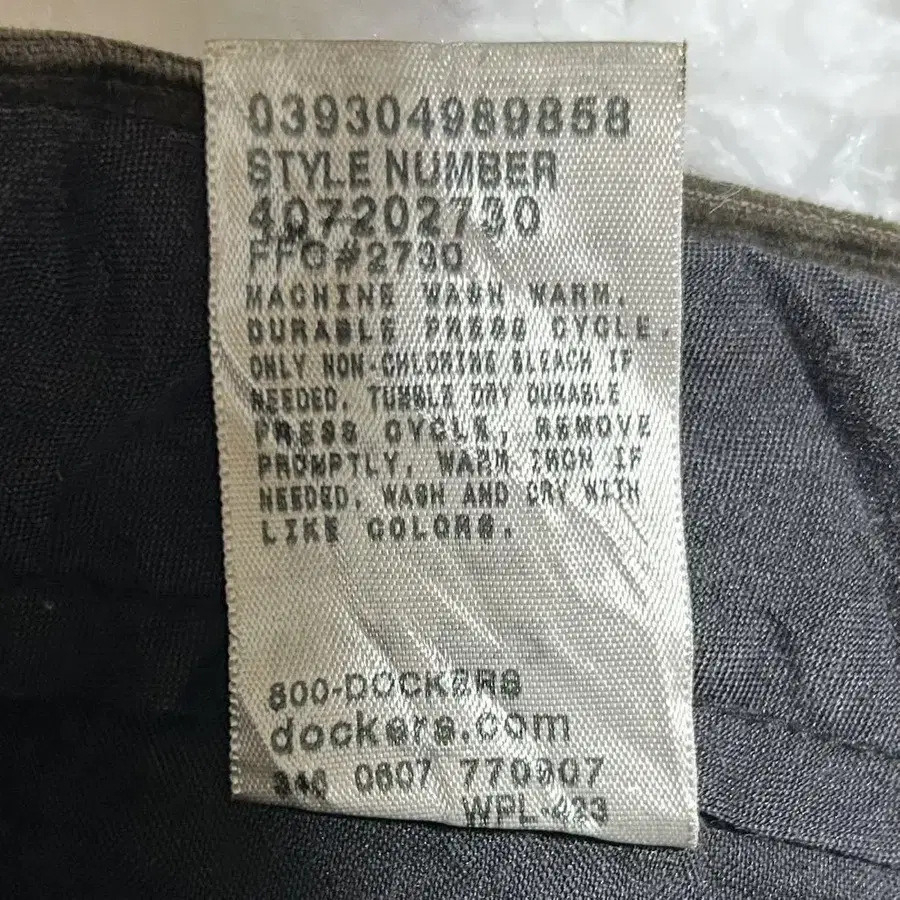 039304989858
STYLE NUMBER
407202730
FFC#2730
MACHINE WASH WARM.
DURABLE PRESS CYCLE.
ONLY NON-CHLORINE BLEACH IF
NEEDED. TUMBLE DRY DURABLE
PRESS CYCLE, REMOVE
PROMPTLY. WARM IRON IF
NEEDED. WASH AND DRY WITH
LIKE COLORS.
800-DOCKERS
dockers.com
0607 770907
WPL-423